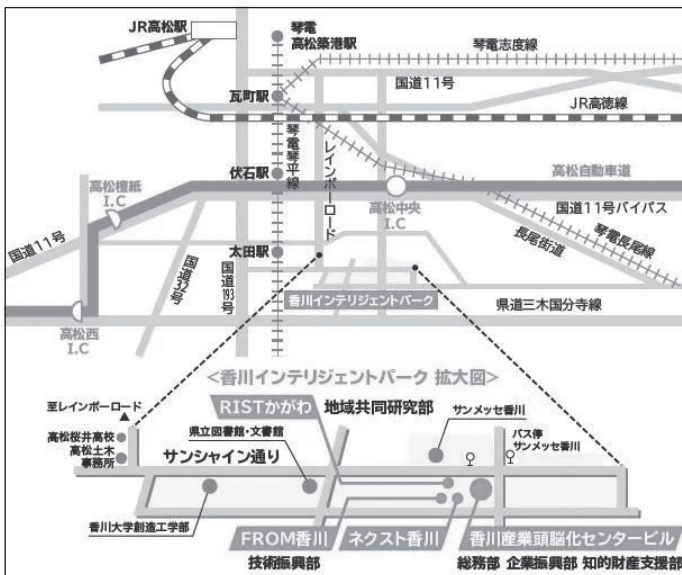 JR高松駅
琴電
高松築港駅
琴電志度線
国道11号
瓦町駅
JR高徳線
琴電琴平線
レインボーロード
伏石駅
高松檀紙
I.C
高松自動車道
高松中央
I.C
国道11号バイパス
国道11号
長尾街道
琴電長尾線
太田駅
国道32号
国道193号
香川インテリジェントパーク
県道三木国分寺線
高松西
I.C
<香川インテリジェントパーク 拡大図>
至レインボーロード
RISTかがわ 地域共同研究部
サンメッセ香川
高松桜井高校
高松土木
事務所
県立図書館・文書館
サンシャイン通り
バス停
サンメッセ香川
香川大学創造工学部
FROM香川
技術振興部
ネクスト香川
香川産業頭脳化センタービル
総務部 企業振興部 知的財産支援部